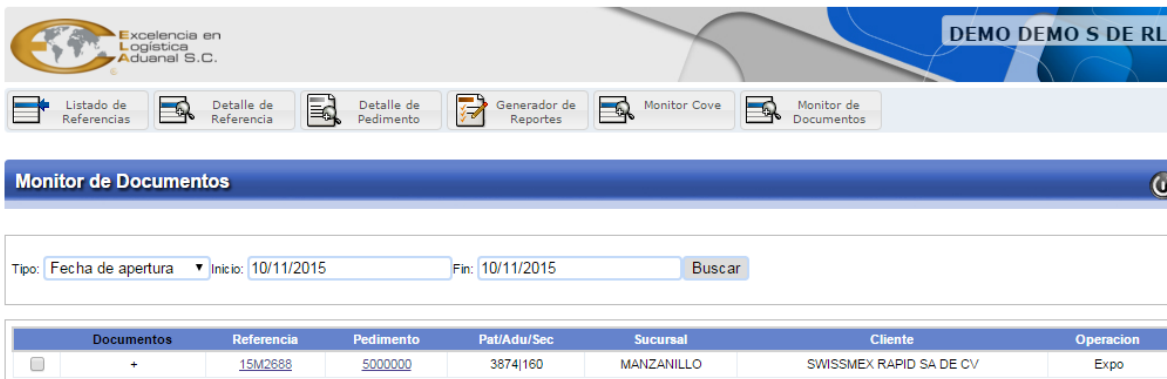 Excelencia en
Logística
Aduanal S.C.
DEMO DEMO S DE RL
Listado de
Referencias
Detalle de
Referencia
Detalle de
Pedimento
Generador de
Reportes
Monitor Cove
Monitor de
Documentos
Monitor de Documentos
Tipo: Fecha de apertura Inicio: 10/11/2015 Fin: 10/11/2015 Buscar
Documentos Referencia Pedimento Pat/Adu/Sec Sucursal Cliente Operacion
+ 15M2688 5000000 3874|160 MANZANILLO SWISSMEX RAPID SA DE CV Expo